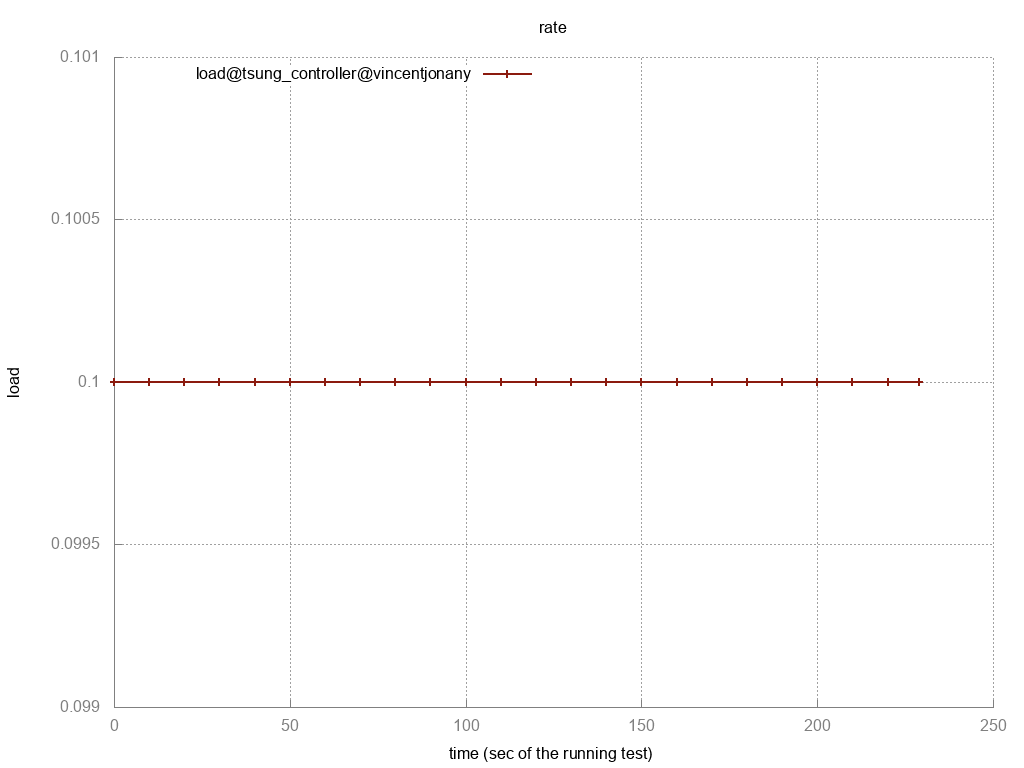 rate
0.101
load@tsung_controller@vincentjonany
0.1005
load
0.1
0.0995
0.099
0 50 100 150 200 250
time (sec of the running test)